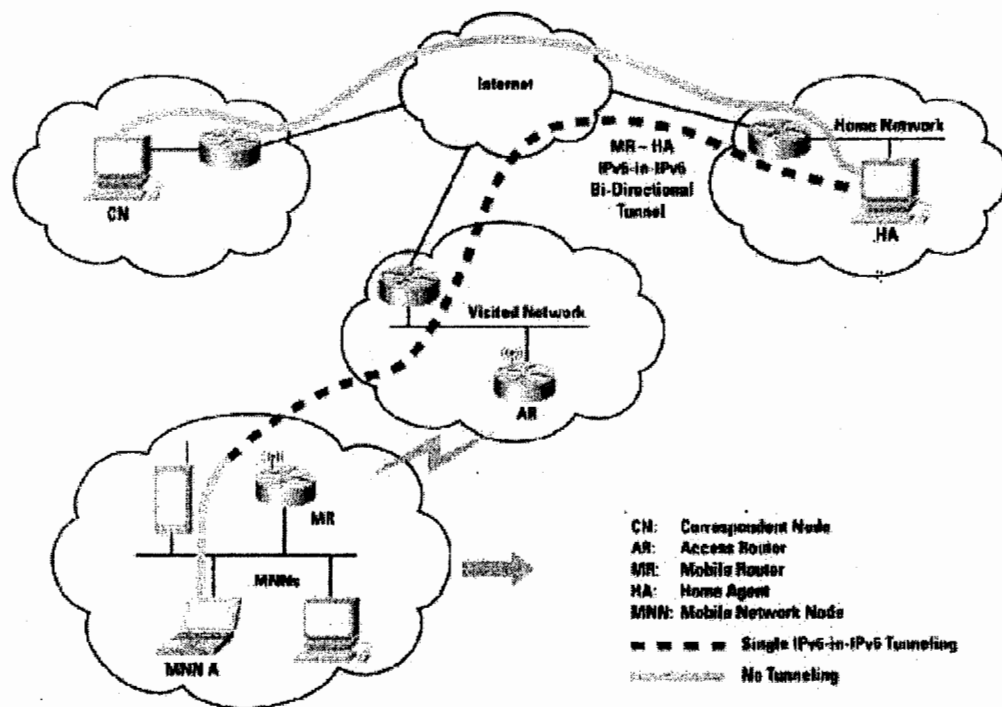 Internet
Home Network
MR – HA
IPv6-in-IPv6
Bi-Directional
Tunnel
CN
HA
Visited Network
AR
MR
MNNs
MNN A
CN: Correspondent Node
AR: Access Router
MR: Mobile Router
HA: Home Agent
MNN: Mobile Network Node
Single IPv6-in-IPv6 Tunneling
No Tunneling